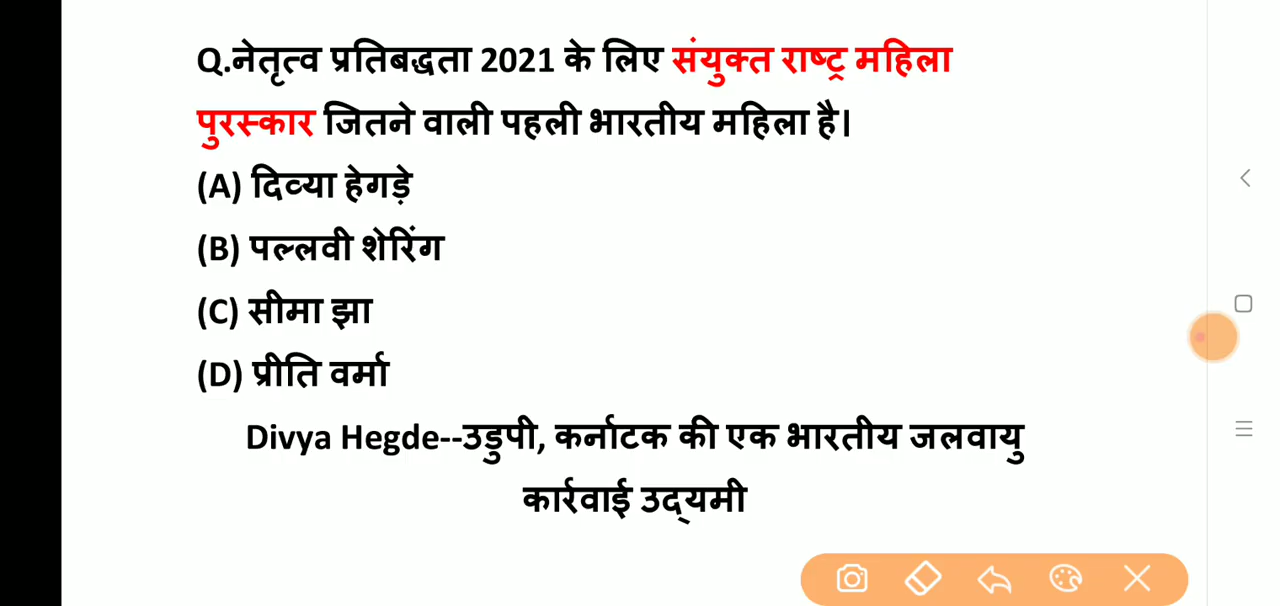 Q.नेतृत्व प्रतिबद्धता 2021 के लिए संयुक्त राष्ट्र महिला
पुरस्कार जितने वाली पहली भारतीय महिला है।
(A) दिव्या हेगड़े
(B) पल्लवी शेरिंग
(C) सीमा झा
(D) प्रीति वर्मा
Divya Hegde--उडुपी, कर्नाटक की एक भारतीय जलवायु
कार्रवाई उद्यमी